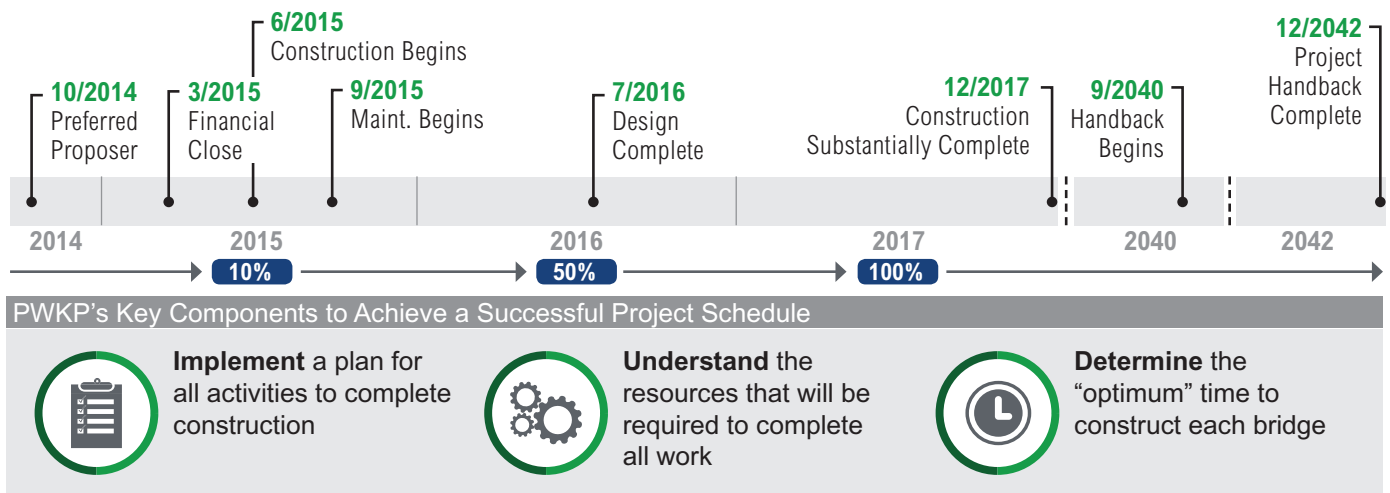 6/2015
Construction Begins
10/2014
Preferred
Proposer
3/2015
Financial
Close
9/2015
Maint. Begins
7/2016
Design
Complete
12/2017
Construction
Substantially Complete
9/2040
Handback
Begins
12/2042
Project
Handback
Complete
2014
2015
2016
2017
2040
2042
10%
50%
100%
PWKP's Key Components to Achieve a Successful Project Schedule
Implement a plan for
all activities to complete
construction
Understand the
resources that will be
required to complete
all work
Determine the
“optimum” time to
construct each bridge